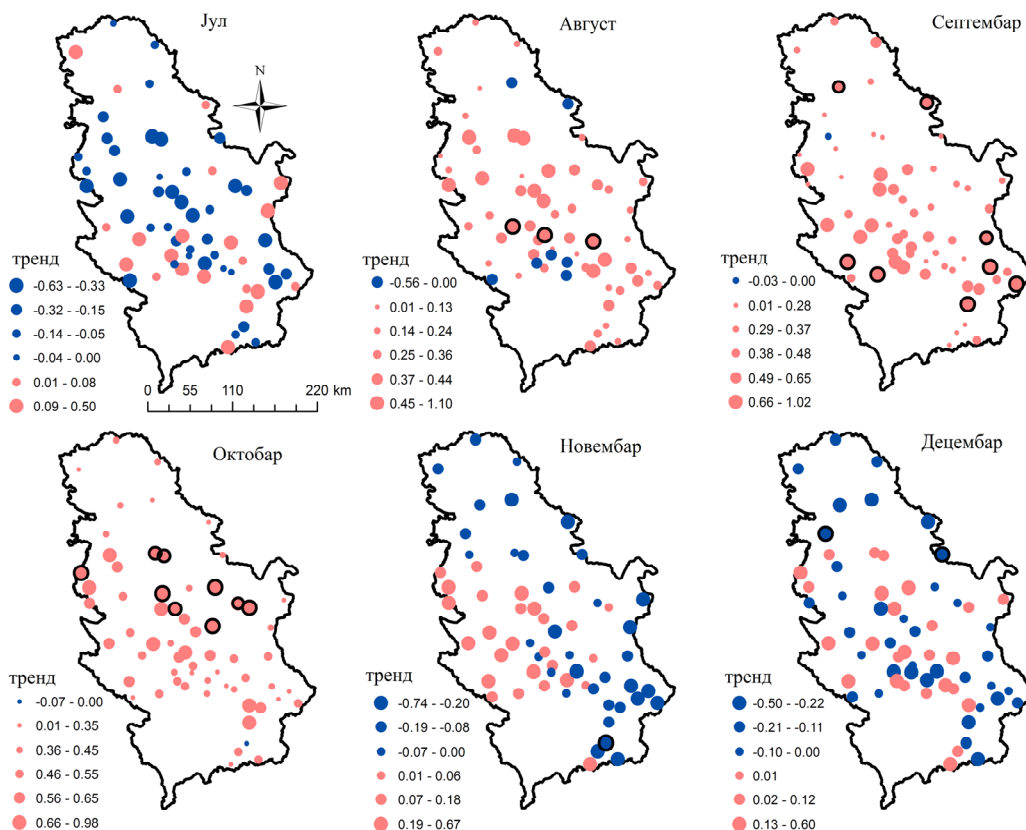 Јул
N
тренд
-0.63 - -0.33
-0.32 - -0.15
-0.14 - -0.05
-0.04 - 0.00
0.01 - 0.08
0.09 - 0.50
0 55 110 220 km
Август
тренд
-0.56 - 0.00
0.01 - 0.13
0.14 - 0.24
0.25 - 0.36
0.37 - 0.44
0.45 - 1.10
Септембар
тренд
-0.03 - 0.00
0.01 - 0.28
0.29 - 0.37
0.38 - 0.48
0.49 - 0.65
0.66 - 1.02
Октобар
тренд
-0.07 - 0.00
0.01 - 0.35
0.36 - 0.45
0.46 - 0.55
0.56 - 0.65
0.66 - 0.98
Новембар
тренд
-0.74 - -0.20
-0.19 - -0.08
-0.07 - 0.00
0.01 - 0.06
0.07 - 0.18
0.19 - 0.67
Децембар
тренд
-0.50 - -0.22
-0.21 - -0.11
-0.10 - 0.00
0.01
0.02 - 0.12
0.13 - 0.60